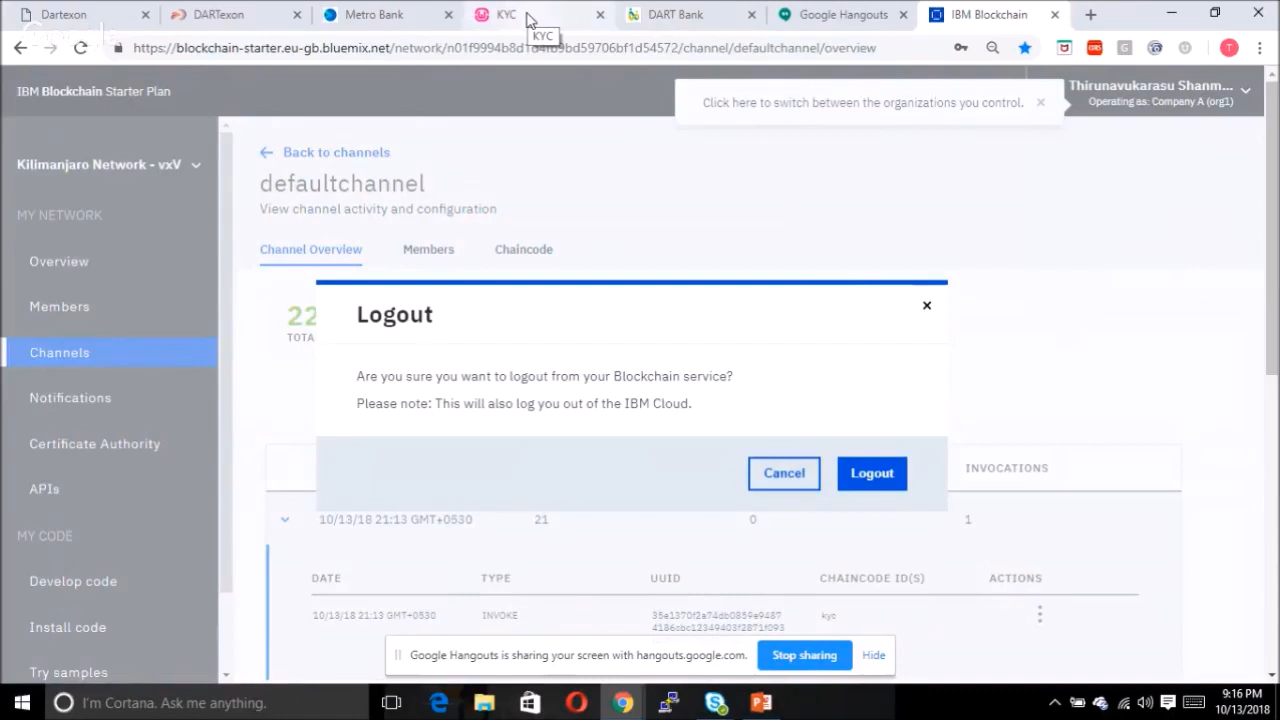 Dartexon
DARTexon
Metro Bank
KYC
DART Bank
Google Hangouts
IBM Blockchain
KYC
IBM Blockchain Starter Plan
Click here to switch between the organizations you control.
Thirunavukarasu Shanm...
Operating as: Company A (org1)
Kilimanjaro Network - vxV
Back to channels
defaultchannel
View channel activity and configuration
MY NETWORK
Channel Overview
Members
Chaincode
Overview
Members
Channels
Notifications
Certificate Authority
APIs
MY CODE
Develop code
Install code
Try samples
22
TOTA
Logout
Are you sure you want to logout from your Blockchain service?
Please note: This will also log you out of the IBM Cloud.
Cancel
Logout
INVOCATIONS
10/13/18 21:13 GMT+0530 21 0 1
DATE TYPE UUID CHAINCODE ID(S) ACTIONS
10/13/18 21:13 GMT+0530 INVOKE kyc
Google Hangouts is sharing your screen with hangouts.google.com.
Stop sharing
Hide
I'm Cortana. Ask me anything.
9:16 PM
10/13/2018